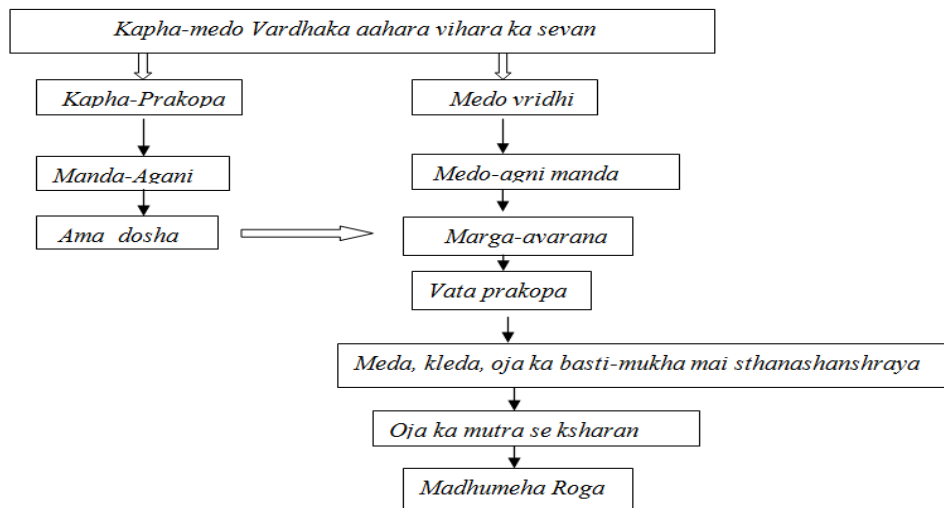 Kapha-medo Vardhaka aahara vihara ka sevan
Kapha-Prakopa
Medo vridhi
Manda-Agani
Medo-agni manda
Ama dosha
Marga-avarana
Vata prakopa
Meda, kleda, oja ka basti-mukha mai sthanashanshraya
Oja ka mutra se ksharan
Madhumeha Roga